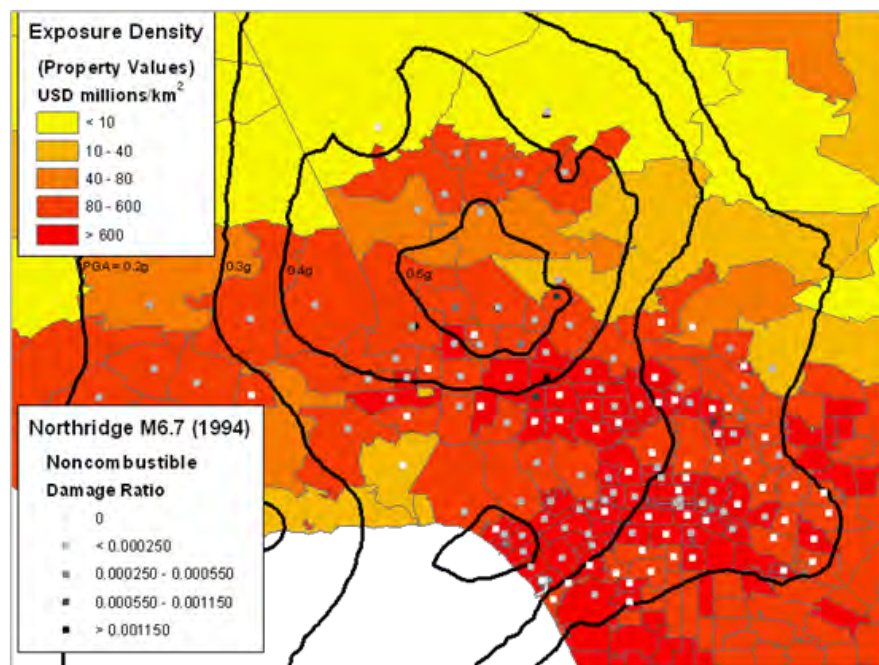 Exposure Density
(Property Values)
USD millions/km²
< 10
10 - 40
40 - 80
80 - 600
> 600
PGA = 0.2g
0.3g
0.4g
0.6g
Northridge M6.7 (1994)
Noncombustible
Damage Ratio
0
< 0.000250
0.000250 - 0.000550
0.000550 - 0.001150
> 0.001150